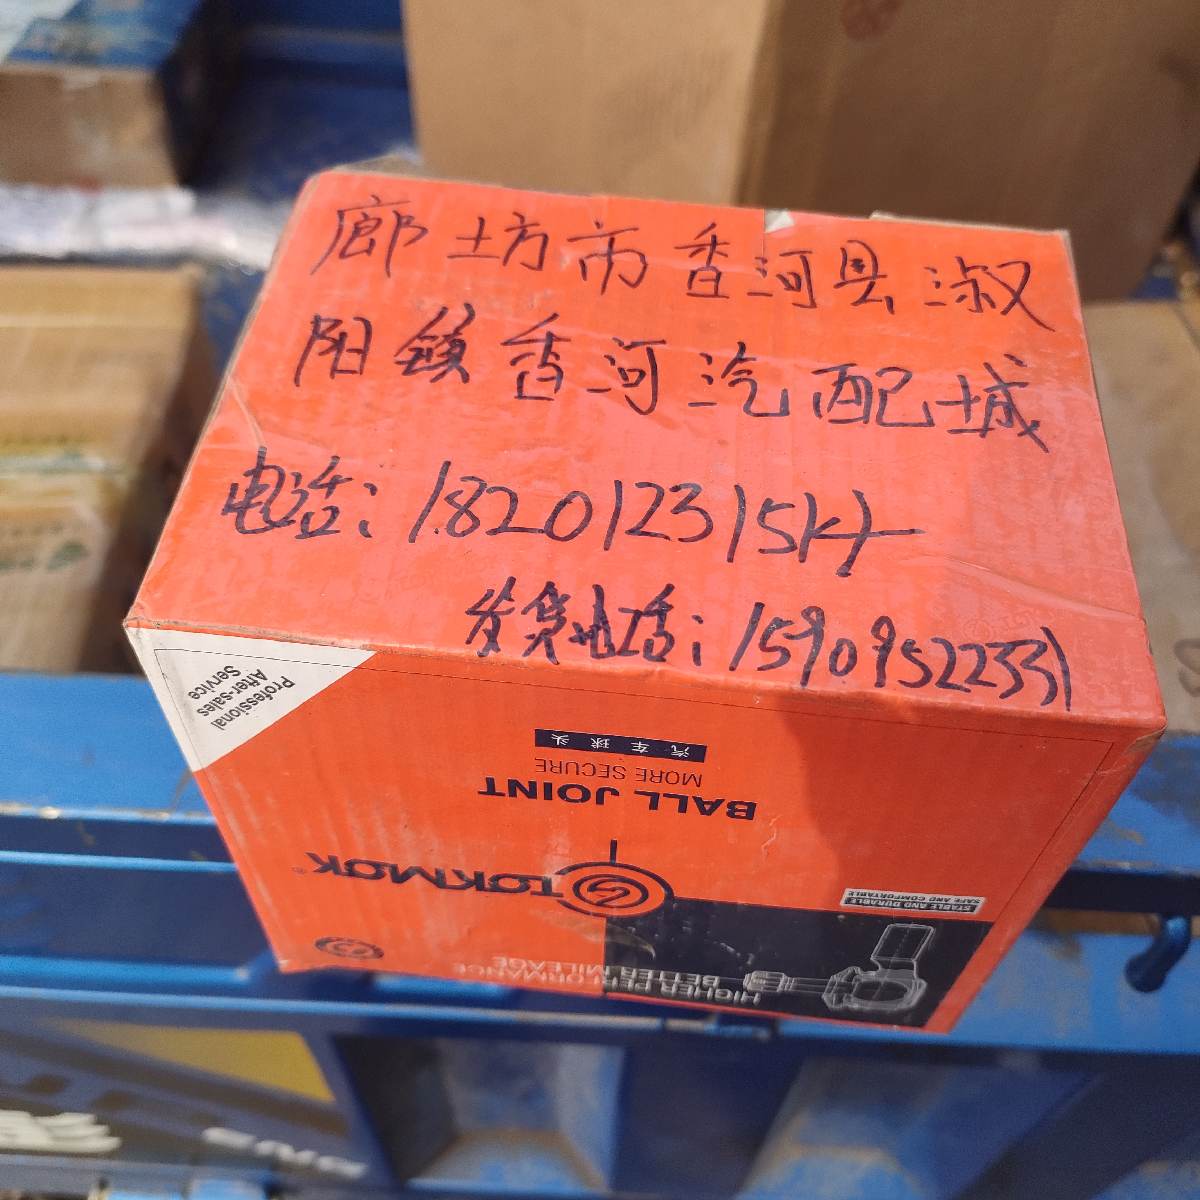 廊坊市香河县淑
阳镇香河汽配城
电话:18201231544
发货电话:15909522331
Professional
After-sales
Service
汽车球头
MORE SECURE
BALL JOINT
TAKMAK
STABLE AND DURABLE
SAFE AND COMFORTABLE
HIGHER PERFORMANCE
BETTER MILEAGE